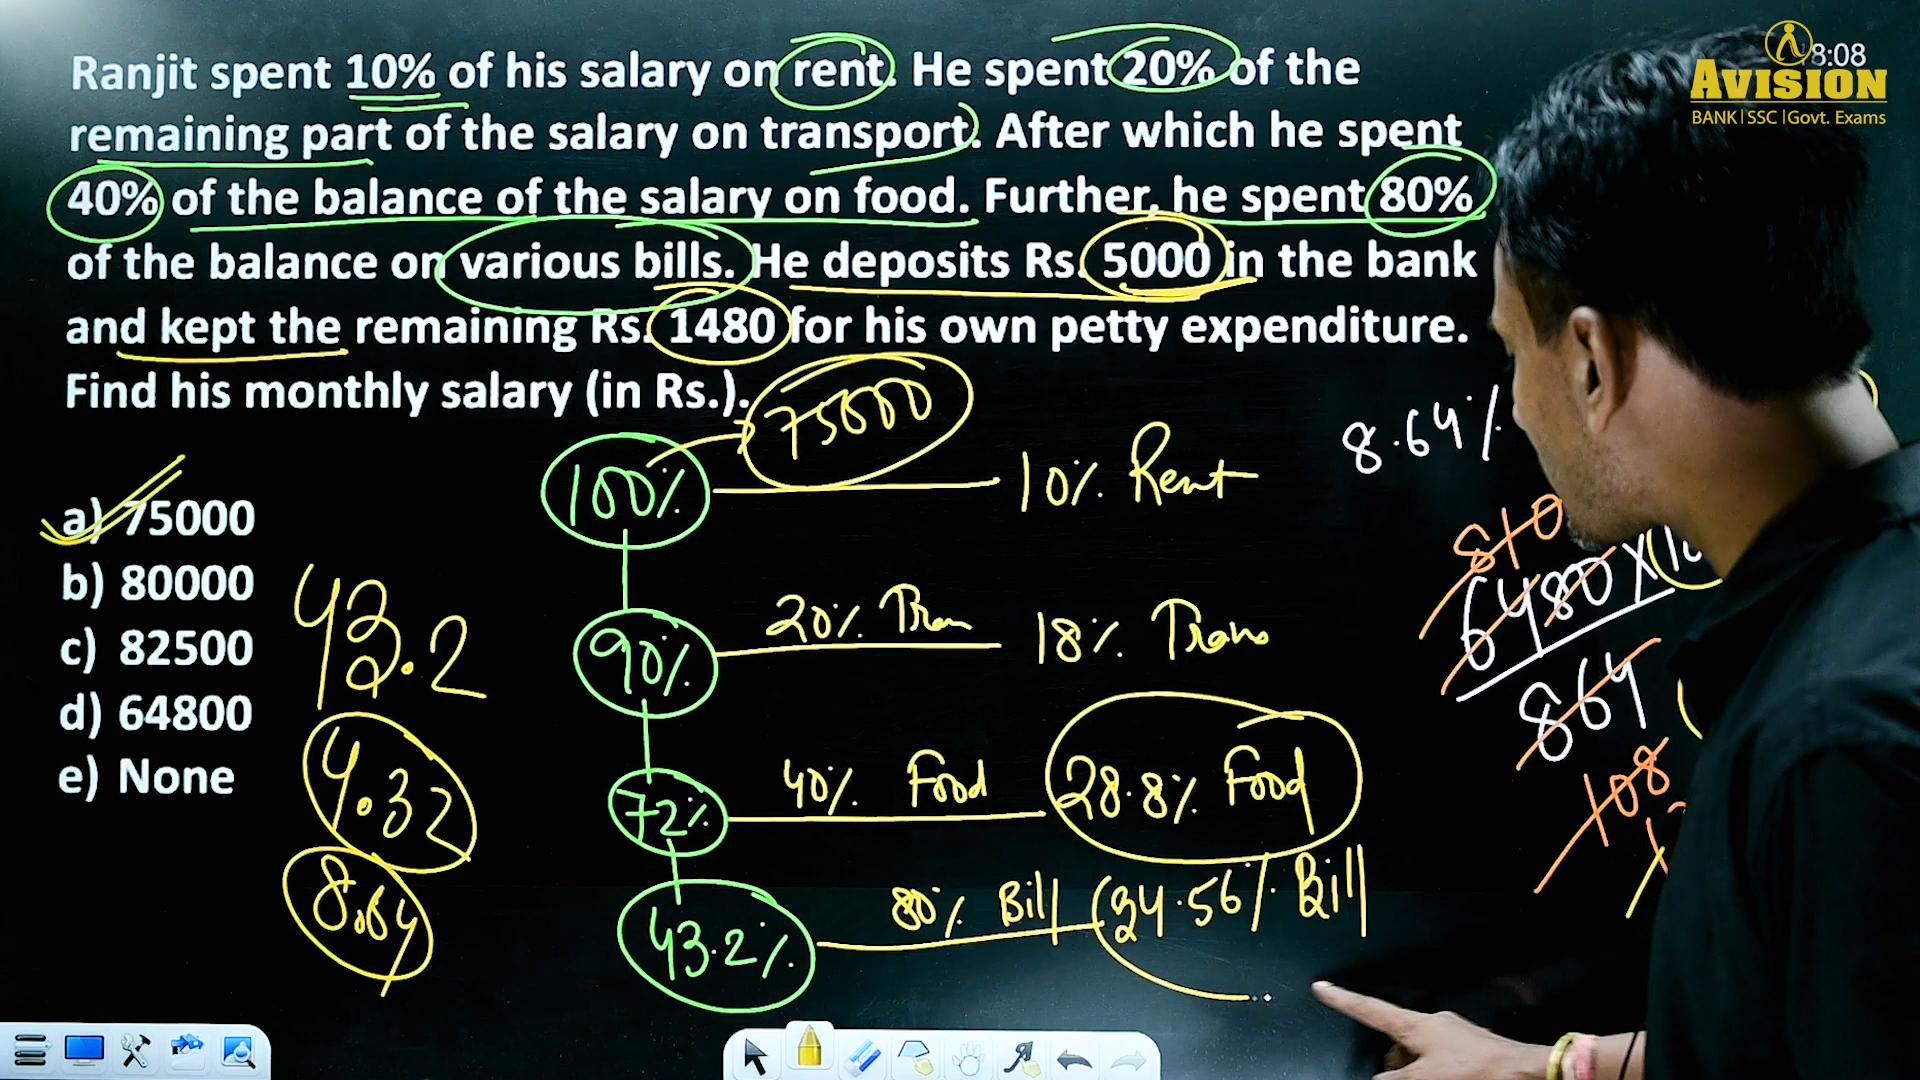 8:08
AVISION
BANK|SSC|Govt. Exams
Ranjit spent 10% of his salary on rent. He spent 20% of the
remaining part of the salary on transport. After which he spent
40% of the balance of the salary on food. Further, he spent 80%
of the balance on various bills. He deposits Rs. 5000 in the bank
and kept the remaining Rs. 1480 for his own petty expenditure.
Find his monthly salary (in Rs.).
75000
a) 75000
b) 80000
c) 82500
d) 64800
e) None
43.2
4.32
8.64
100%
10% Rent
90%
20% Tran
18% Trans
72%
40% Food
28.8% Food
43.2%
80% Bill
34.56% Bill
8.64%
810
6480×10
864
108